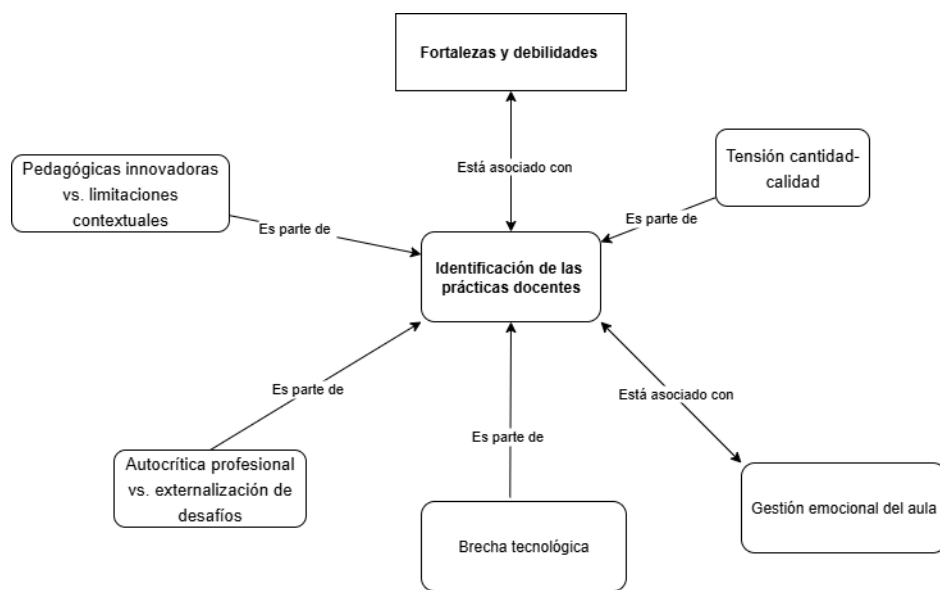 Fortalezas y debilidades
Está asociado con
Pedagógicas innovadoras
vs. limitaciones
contextuales
Es parte de
Tensión cantidad-
calidad
Es parte de
Identificación de las
prácticas docentes
Es parte de
Autocrítica profesional
vs. externalización de
desafíos
Es parte de
Brecha tecnológica
Está asociado con
Gestión emocional del aula